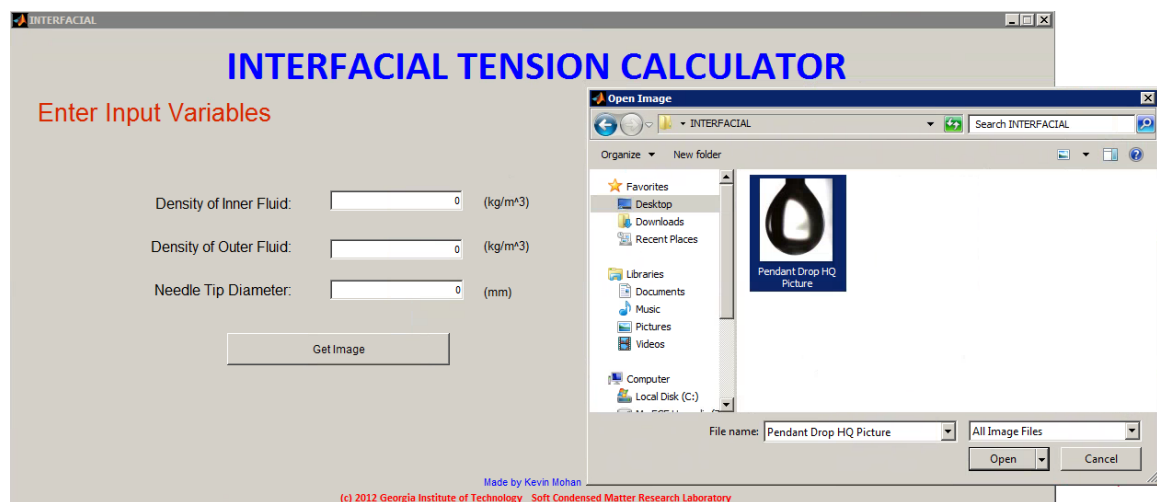 INTERFACIAL
INTERFACIAL TENSION CALCULATOR
Enter Input Variables
Density of Inner Fluid: 0 (kg/m^3)
Density of Outer Fluid: 0 (kg/m^3)
Needle Tip Diameter: 0 (mm)
Get Image
Open Image
INTERFACIAL
Search INTERFACIAL
Organize New folder
Favorites
Desktop
Downloads
Recent Places
Libraries
Documents
Music
Pictures
Videos
Computer
Local Disk (C:)
Pendant Drop HQ
Picture
File name: Pendant Drop HQ Picture All Image Files
Open Cancel
Made by Kevin Mohan
(c) 2012 Georgia Institute of Technology Soft Condensed Matter Research Laboratory